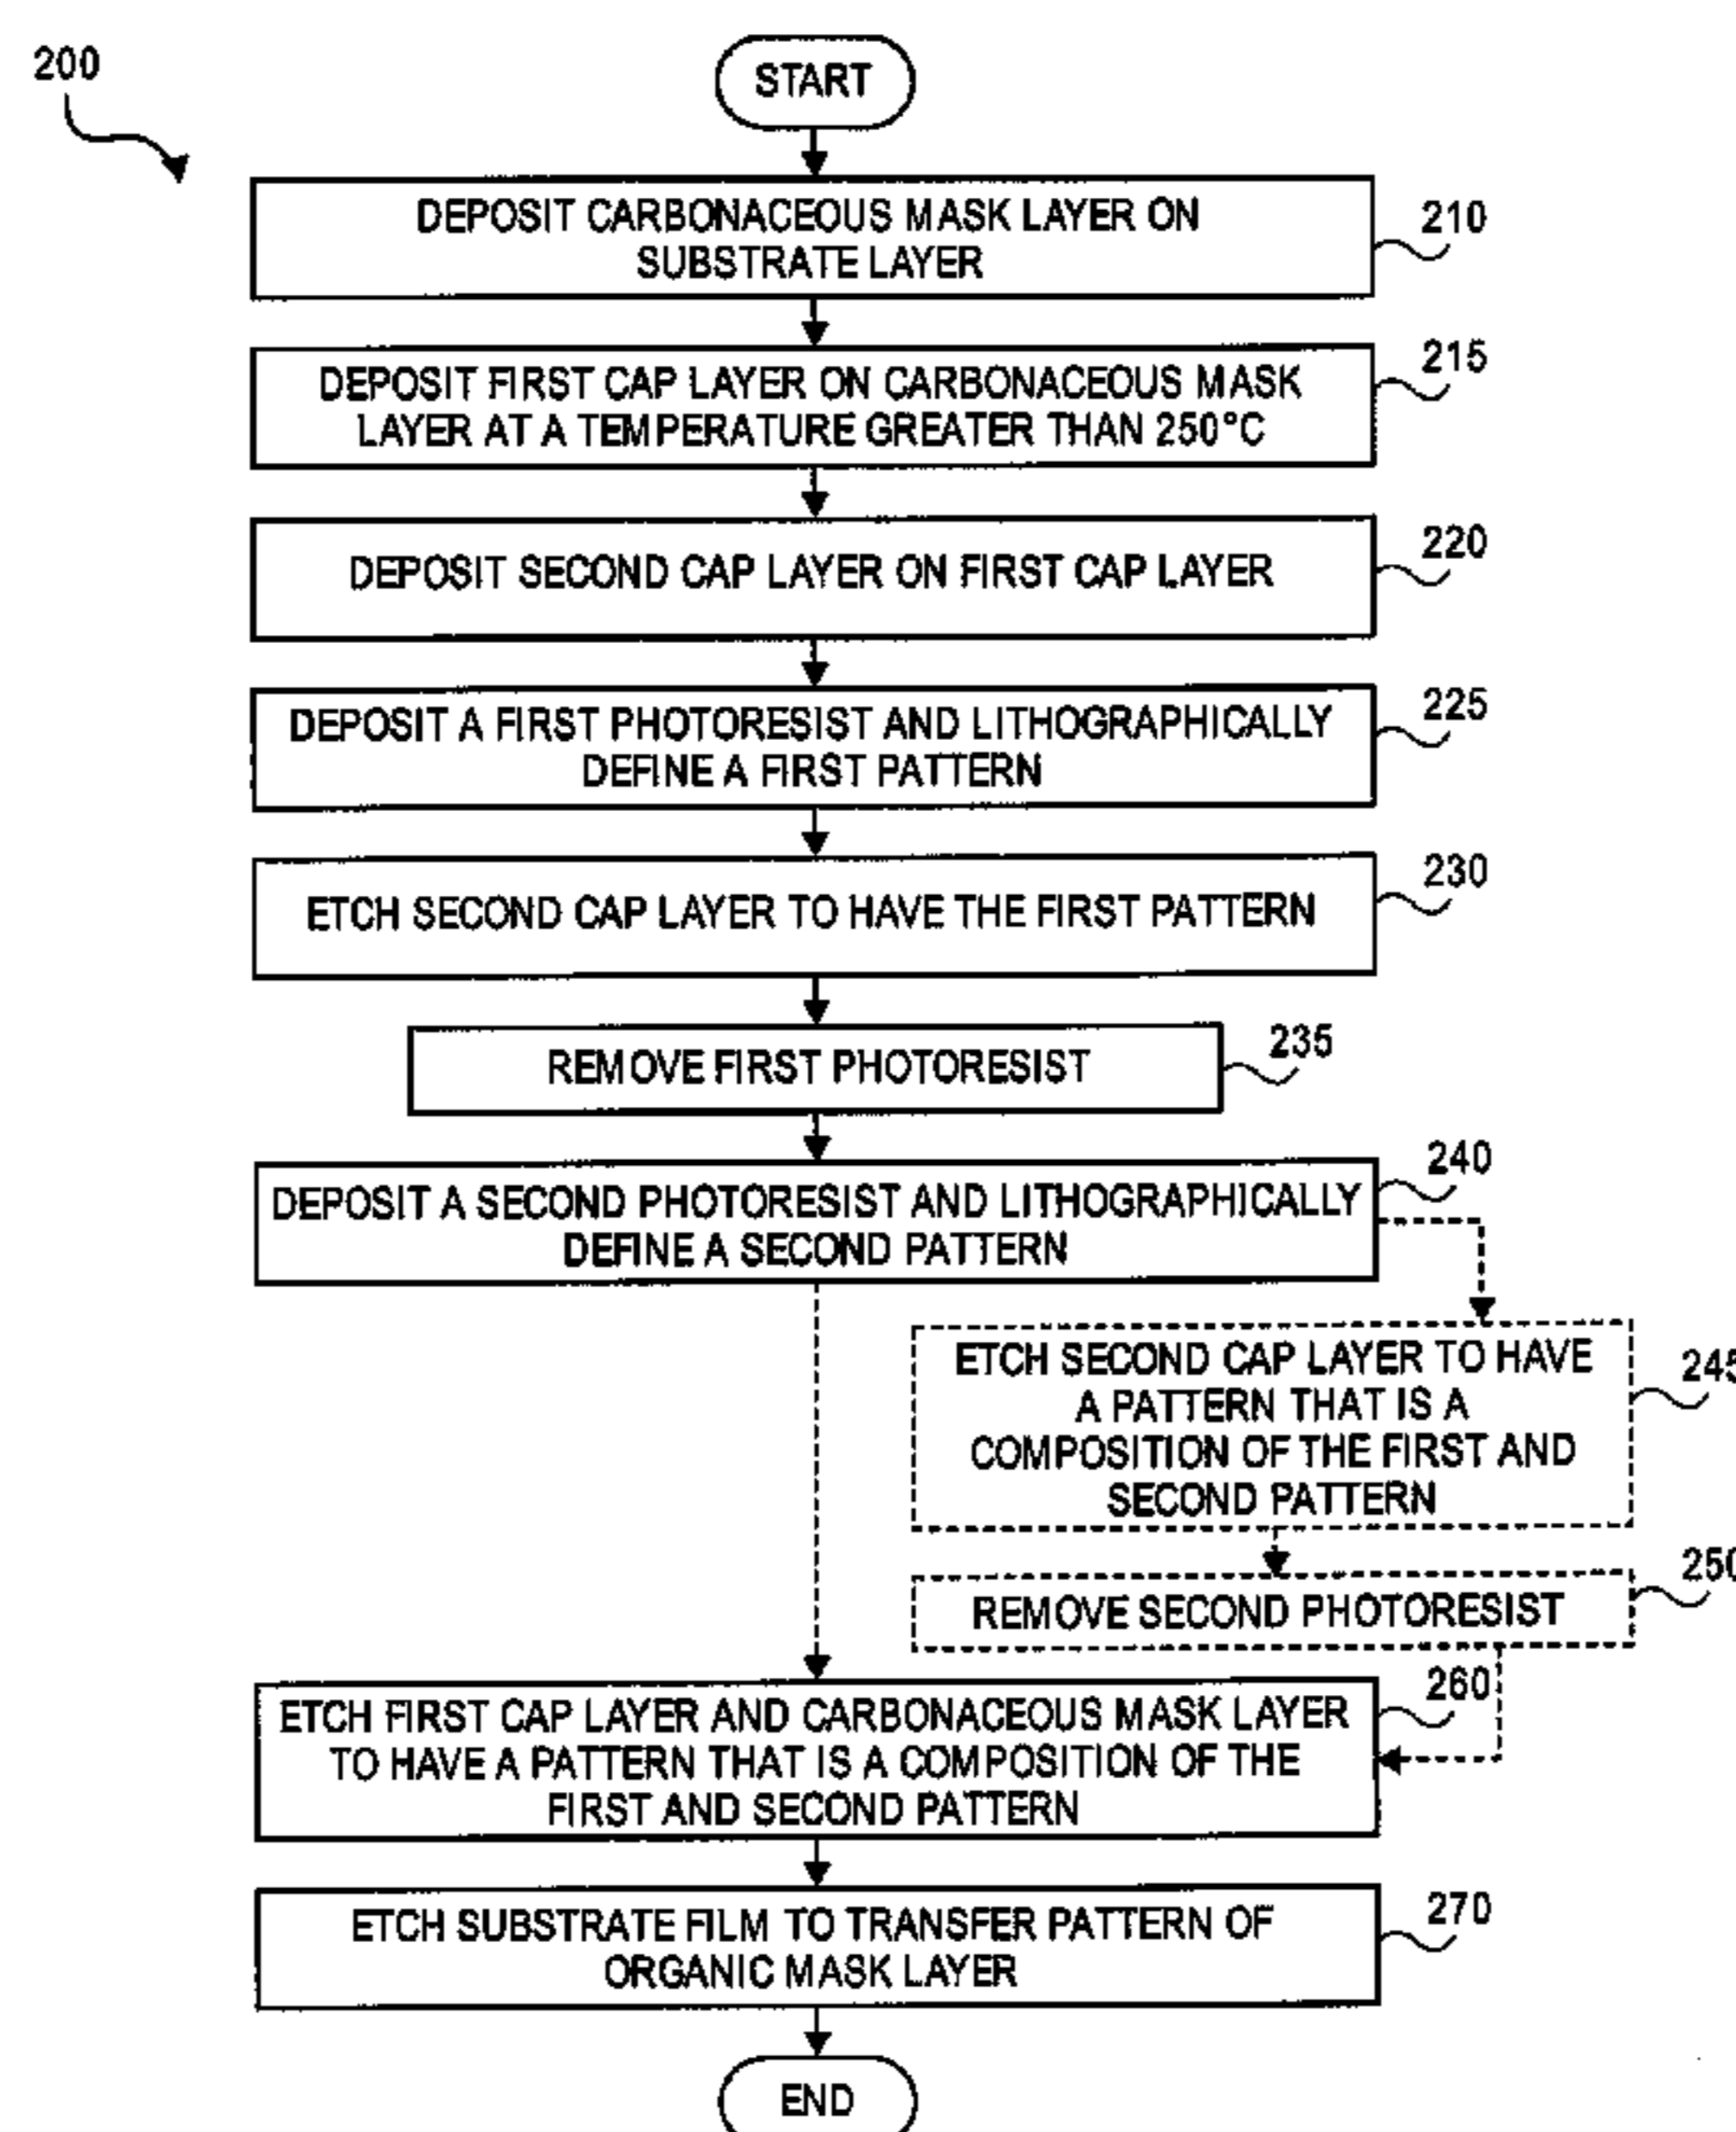 200
START
DEPOSIT CARBONACEOUS MASK LAYER ON
SUBSTRATE LAYER
210
DEPOSIT FIRST CAP LAYER ON CARBONACEOUS MASK
LAYER AT A TEMPERATURE GREATER THAN 250°C
215
DEPOSIT SECOND CAP LAYER ON FIRST CAP LAYER
220
DEPOSIT A FIRST PHOTORESIST AND LITHOGRAPHICALLY
DEFINE A FIRST PATTERN
225
ETCH SECOND CAP LAYER TO HAVE THE FIRST PATTERN
230
REMOVE FIRST PHOTORESIST
235
DEPOSIT A SECOND PHOTORESIST AND LITHOGRAPHICALLY
DEFINE A SECOND PATTERN
240
ETCH SECOND CAP LAYER TO HAVE
A PATTERN THAT IS A
COMPOSITION OF THE FIRST AND
SECOND PATTERN
245
REMOVE SECOND PHOTORESIST
250
ETCH FIRST CAP LAYER AND CARBONACEOUS MASK LAYER
TO HAVE A PATTERN THAT IS A COMPOSITION OF THE
FIRST AND SECOND PATTERN
260
ETCH SUBSTRATE FILM TO TRANSFER PATTERN OF
ORGANIC MASK LAYER
270
END